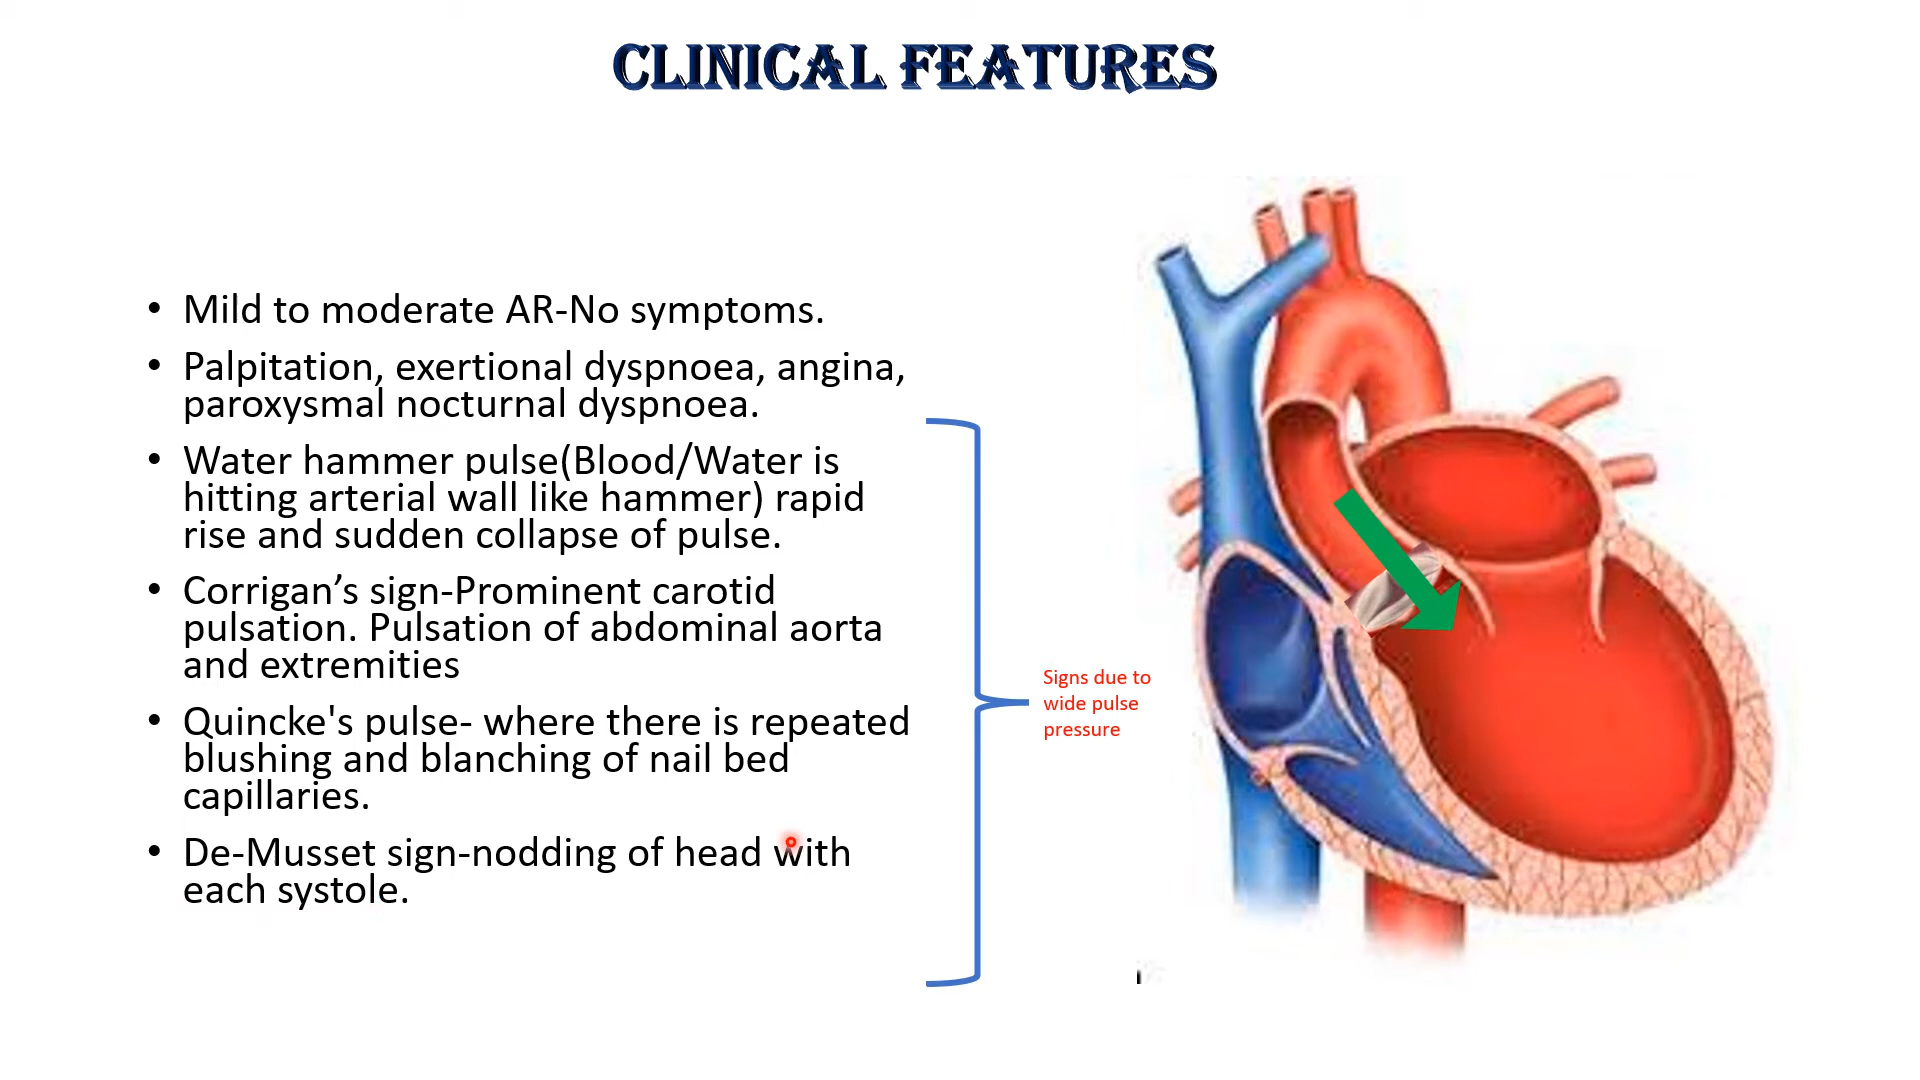 CLINICAL FEATURES
• Mild to moderate AR-No symptoms.
• Palpitation, exertional dyspnoea, angina,
paroxysmal nocturnal dyspnoea.
• Water hammer pulse(Blood/Water is
hitting arterial wall like hammer) rapid
rise and sudden collapse of pulse.
• Corrigan’s sign-Prominent carotid
pulsation. Pulsation of abdominal aorta
and extremities
• Quincke's pulse- where there is repeated
blushing and blanching of nail bed
capillaries.
• De-Musset sign-nodding of head with
each systole.
Signs due to
wide pulse
pressure